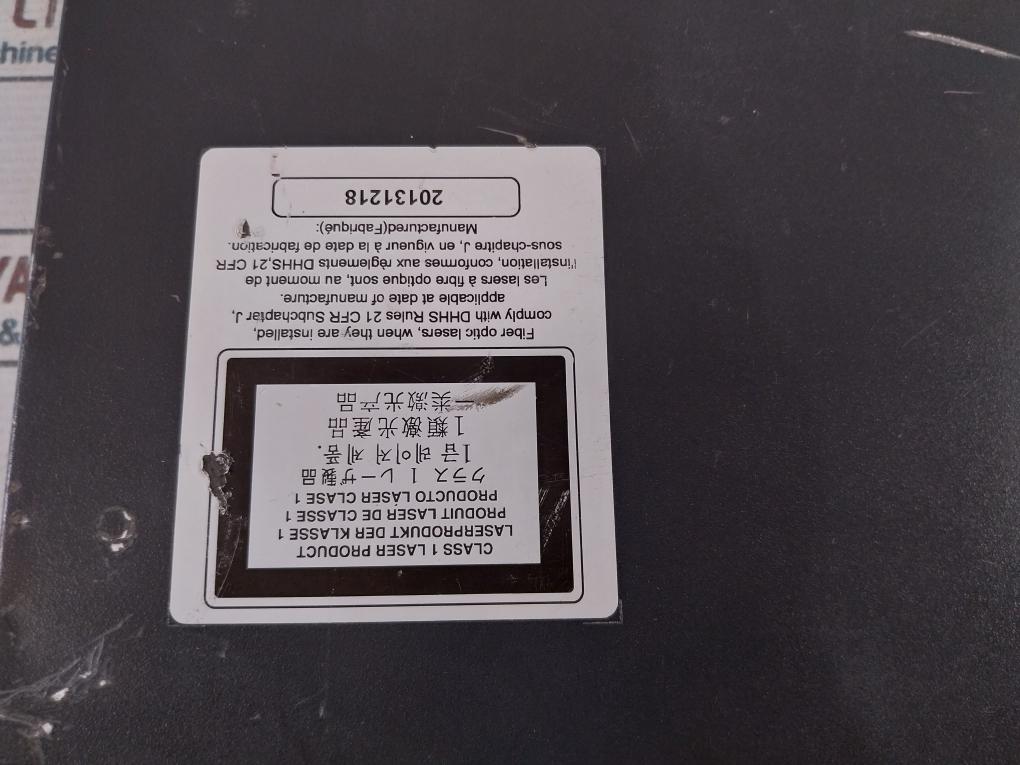 CLASS 1 LASER PRODUCT
LASERPRODUKT DER KLASSE 1
PRODUIT LASER DE CLASSE 1
PRODUCTO LASER CLASE 1
クラス 1 レーザ製品
1급 레이저 제품.
1類激光產品
一类激光产品
Fiber optic lasers, when they are installed,
comply with DHHS Rules 21 CFR Subchapter J,
applicable at date of manufacture.
Les lasers à fibre optique sont, au moment de
l'installation, conformes aux règlements DHHS,21 CFR
sous-chapitre J, en vigueur à la date de fabrication.
Manufactured(Fabriqué):
20131218